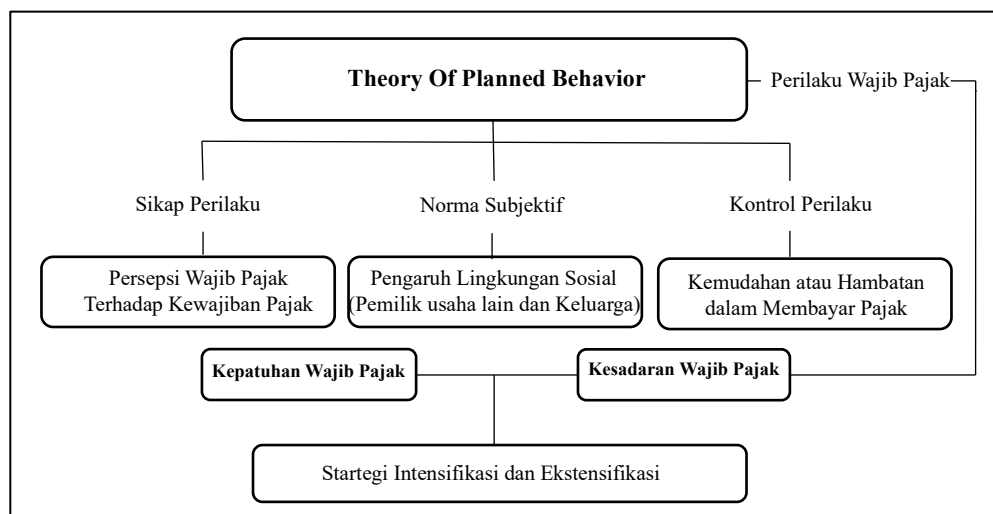 Theory Of Planned Behavior
Perilaku Wajib Pajak
Sikap Perilaku
Norma Subjektif
Kontrol Perilaku
Persepsi Wajib Pajak
Terhadap Kewajiban Pajak
Pengaruh Lingkungan Sosial
(Pemilik usaha lain dan Keluarga)
Kemudahan atau Hambatan
dalam Membayar Pajak
Kepatuhan Wajib Pajak
Kesadaran Wajib Pajak
Startegi Intensifikasi dan Ekstensifikasi